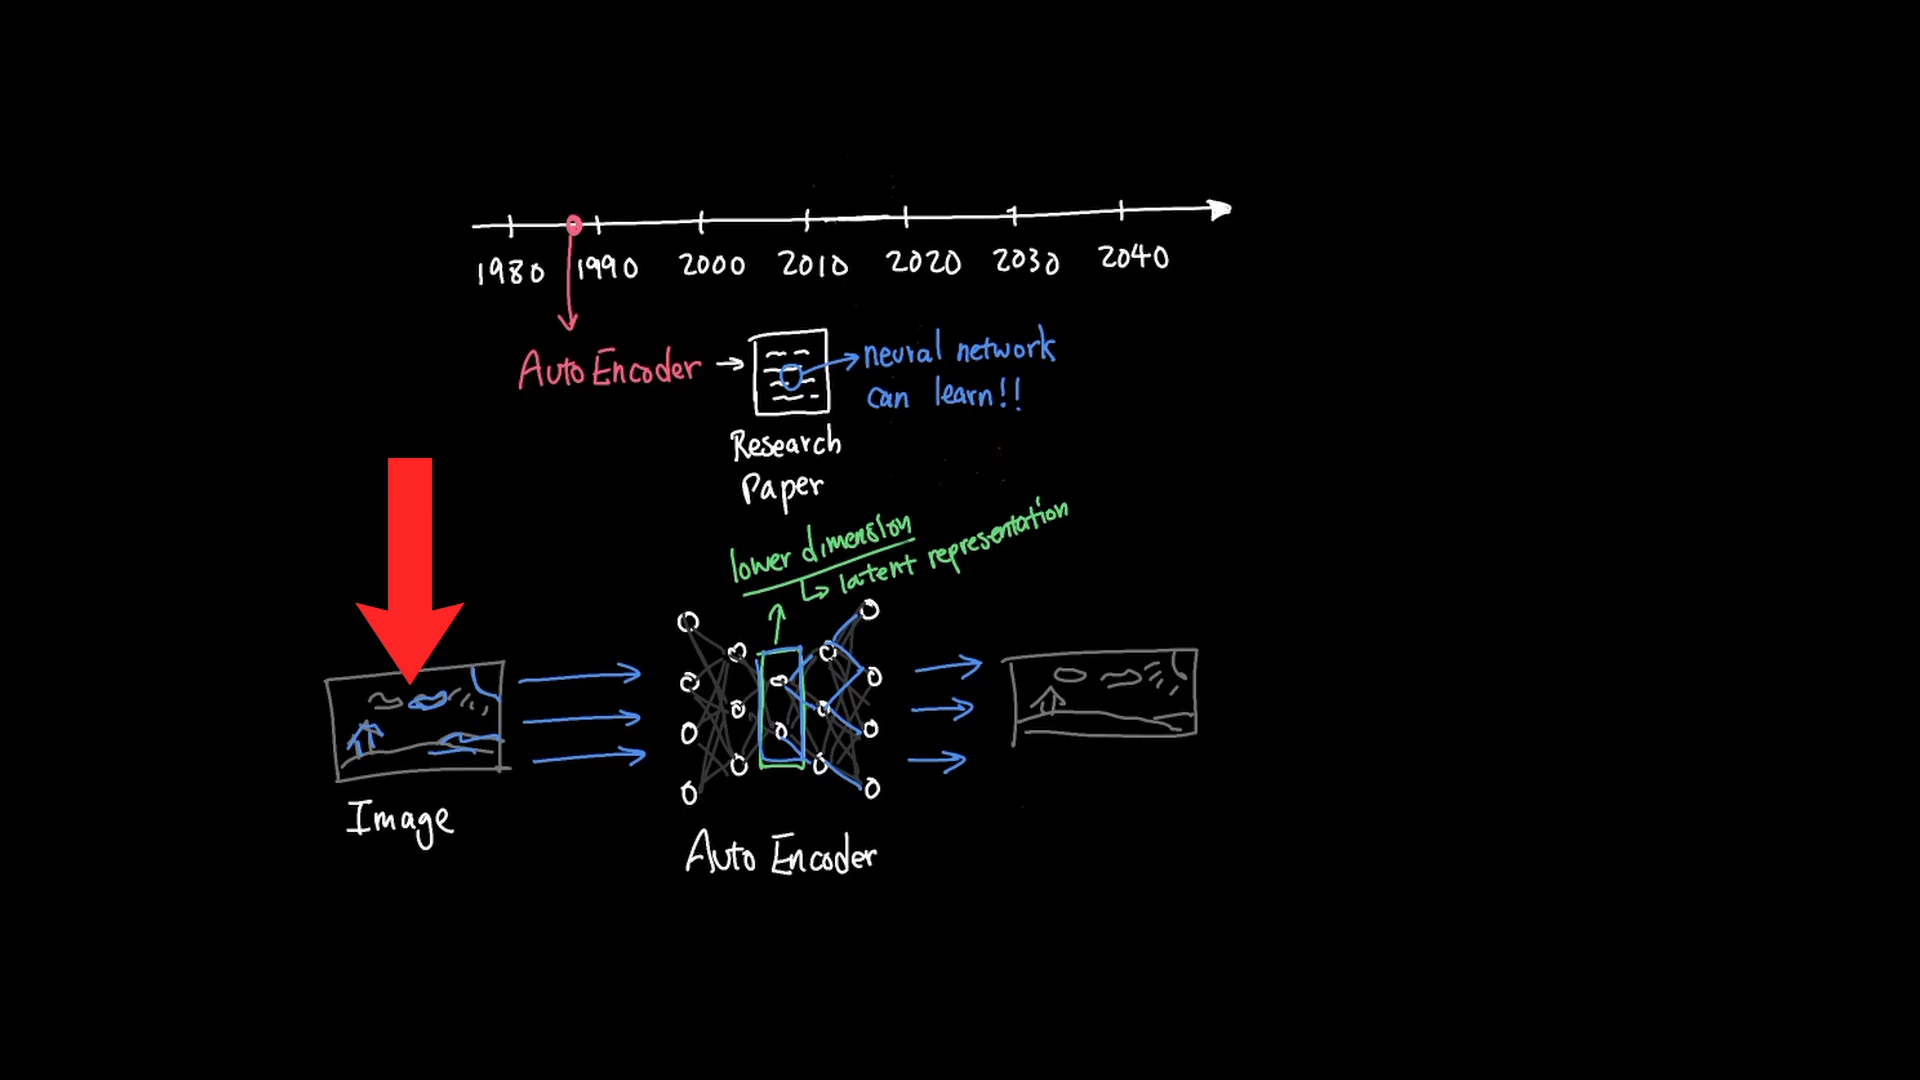 1980 1990 2000 2010 2020 2030 2040
Auto Encoder
neural network
can learn!!
Research
Paper
lower dimension
latent representation
Image
Auto Encoder